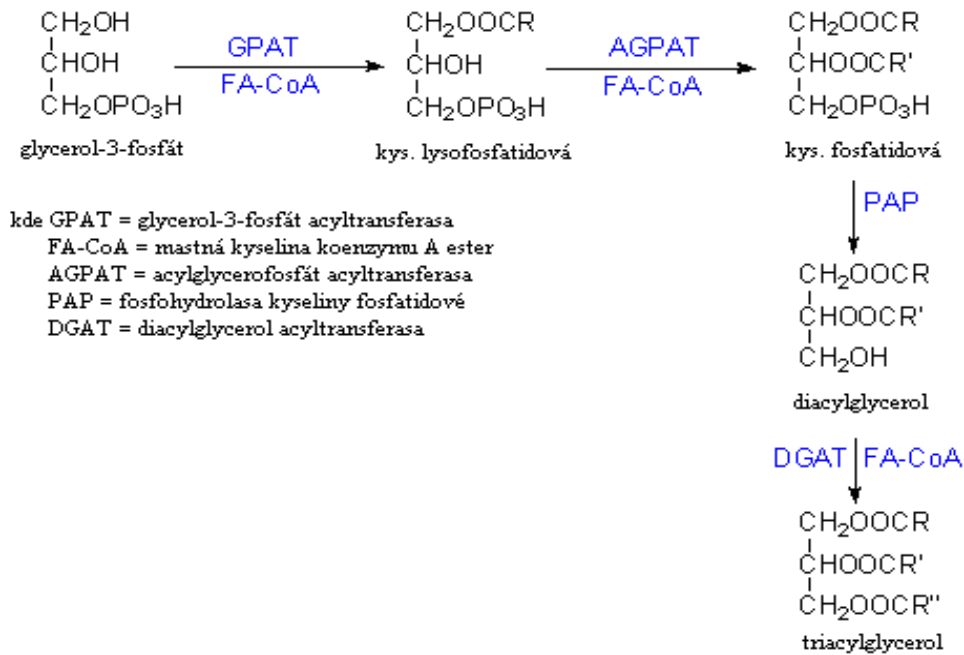 CH₂OH
CHOH
CH₂OPO₃H
glycerol-3-fosfát
GPAT
FA-CoA
CH₂OOCR
CHOH
CH₂OPO₃H
kys. lysofosfatidová
AGPAT
FA-CoA
CH₂OOCR
CHOOCR'
CH₂OPO₃H
kys. fosfatidová
kde GPAT = glycerol-3-fosfát acyltransferasa
FA-CoA = mastná kyselina koenzymu A ester
AGPAT = acylglycerofosfát acyltransferasa
PAP = fosfohydrolasa kyseliny fosfatidové
DGAT = diacylglycerol acyltransferasa
PAP
CH₂OOCR
CHOOCR'
CH₂OH
diacylglycerol
DGAT FA-CoA
CH₂OOCR
CHOOCR'
CH₂OOCR"
triacylglycerol